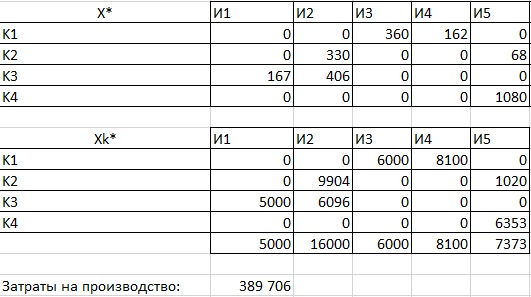 X* И1 И2 И3 И4 И5
К1 0 0 360 162 0
К2 0 330 0 0 68
К3 167 406 0 0 0
К4 0 0 0 0 1080
Xk* И1 И2 И3 И4 И5
К1 0 0 6000 8100 0
К2 0 9904 0 0 1020
К3 5000 6096 0 0 0
К4 0 0 0 0 6353
5000 16000 6000 8100 7373
Затраты на производство: 389 706